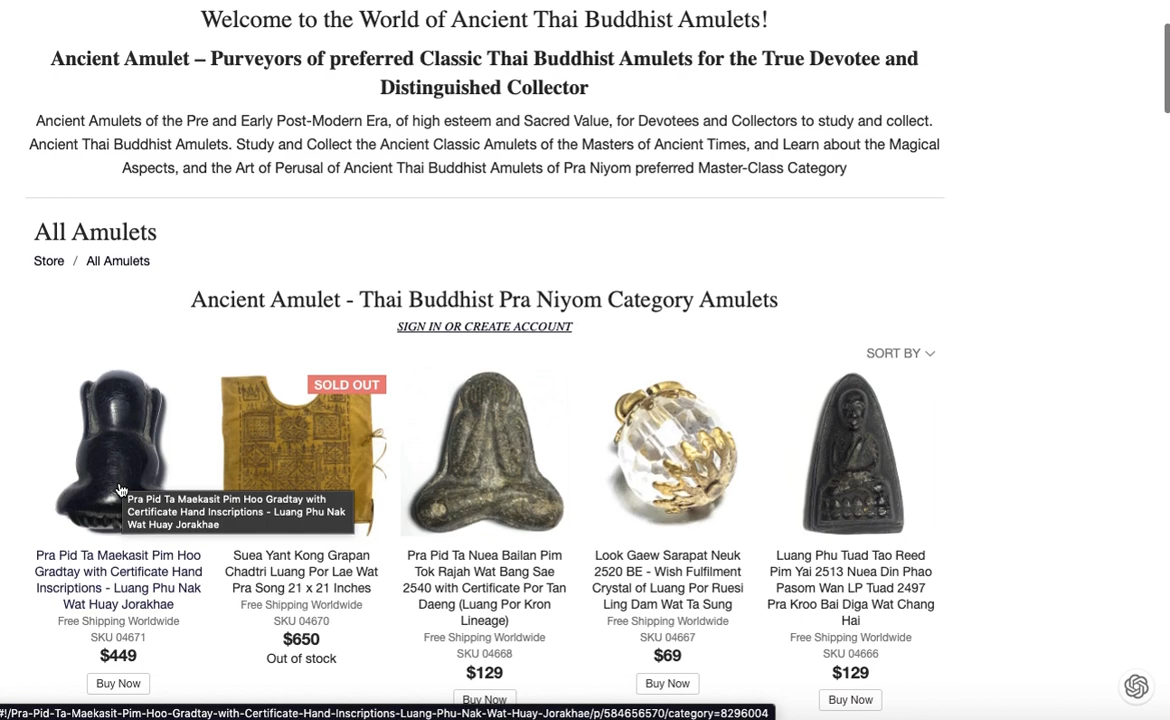 Welcome to the World of Ancient Thai Buddhist Amulets!
Ancient Amulet – Purveyors of preferred Classic Thai Buddhist Amulets for the True Devotee and
Distinguished Collector
Ancient Amulets of the Pre and Early Post-Modern Era, of high esteem and Sacred Value, for Devotees and Collectors to study and collect.
Ancient Thai Buddhist Amulets. Study and Collect the Ancient Classic Amulets of the Masters of Ancient Times, and Learn about the Magical
Aspects, and the Art of Perusal of Ancient Thai Buddhist Amulets of Pra Niyom preferred Master-Class Category
All Amulets
Store / All Amulets
Ancient Amulet - Thai Buddhist Pra Niyom Category Amulets
SIGN IN OR CREATE ACCOUNT
SORT BY
SOLD OUT
Pra Pid Ta Maekasit Pim Hoo Gradtay with
Certificate Hand Inscriptions - Luang Phu Nak
Wat Huay Jorakhae
Pra Pid Ta Maekasit Pim Hoo
Gradtay with Certificate Hand
Inscriptions - Luang Phu Nak
Wat Huay Jorakhae
Free Shipping Worldwide
SKU 04671
$449
Buy Now
Suea Yant Kong Grapan
Chadtri Luang Por Lae Wat
Pra Song 21 x 21 Inches
Free Shipping Worldwide
SKU 04670
$650
Out of stock
Pra Pid Ta Nuea Bailan Pim
Tok Rajah Wat Bang Sae
2540 with Certificate Por Tan
Daeng (Luang Por Kron
Lineage)
Free Shipping Worldwide
SKU 04668
$129
Buy Now
Look Gaew Sarapat Neuk
2520 BE - Wish Fulfilment
Crystal of Luang Por Ruesi
Ling Dam Wat Ta Sung
Free Shipping Worldwide
SKU 04667
$69
Buy Now
Luang Phu Tuad Tao Reed
Pim Yai 2513 Nuea Din Phao
Pasom Wan LP Tuad 2497
Pra Kroo Bai Diga Wat Chang
Hai
Free Shipping Worldwide
SKU 04666
$129
Buy Now
#!/Pra-Pid-Ta-Maekasit-Pim-Hoo-Gradtay-with-Certificate-Hand-Inscriptions-Luang-Phu-Nak-Wat-Huay-Jorakhae/p/584656570/category=8296004